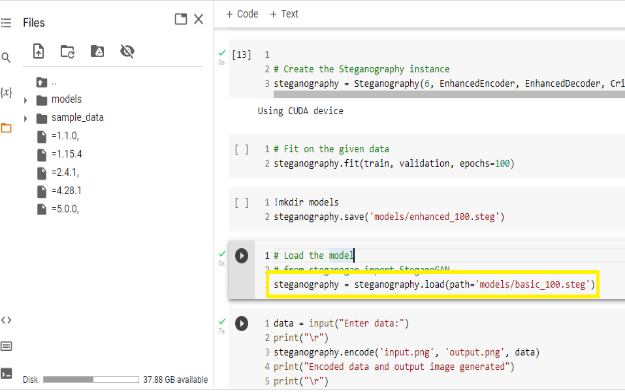 Files
..
models
sample_data
=1.1.0,
=1.15.4
=2.4.1,
=4.28.1
=5.0.0,
Disk
37.88 GB available
{x}
<>
+ Code + Text
[13] 1
0s
2 # Create the Steganography instance
3 steganography = Steganography(6, EnhancedEncoder, EnhancedDecoder, Cri
Using CUDA device
[ ] 1 # Fit on the given data
2 steganography.fit(train, validation, epochs=100)
[ ] 1 !mkdir models
2 steganography.save('models/enhanced_100.steg')
1 # Load the model
0s
2 # from steganogan import SteganoGAN
steganography = steganography.load(path='models/basic_100.steg')
1 data = input("Enter data:")
7s
2 print("\r")
3 steganography.encode('input.png', 'output.png', data)
4 print("Encoded data and output image generated")
5 print("\r")